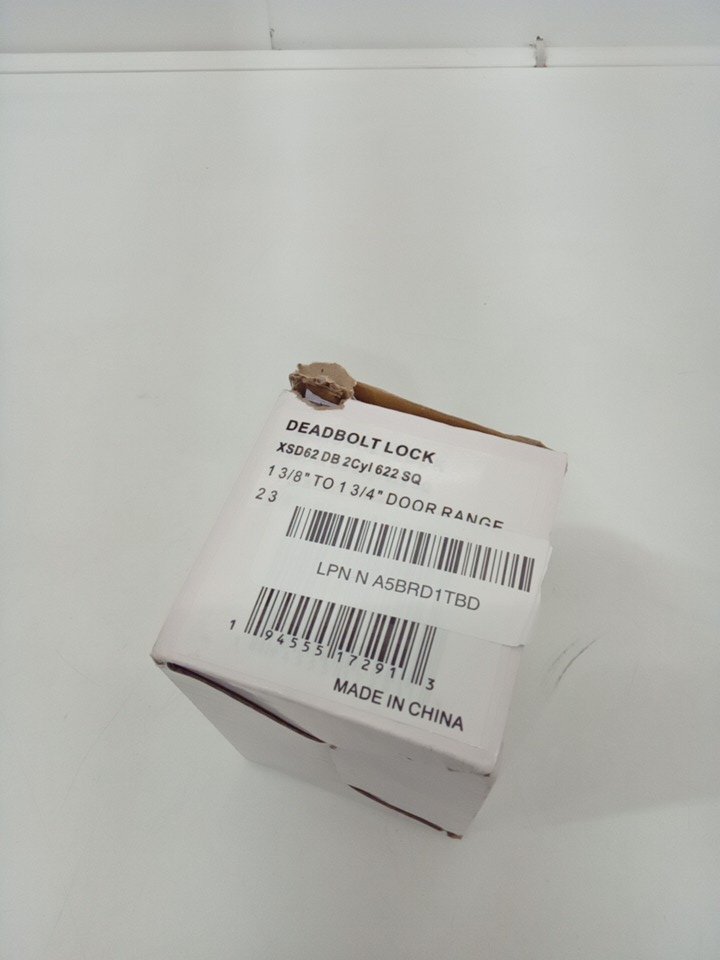 DEADBOLT LOCK
XSD62 DB 2Cyl 622 SQ
1 3/8" TO 1 3/4" DOOR RANGE
2 3
LPN N A5BRD1TBD
1 94555 17291 3
MADE IN CHINA